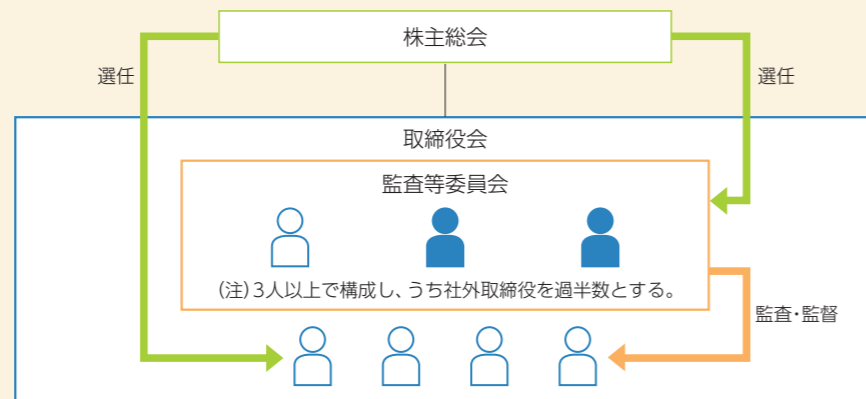 株主総会
選任
選任
取締役会
監査等委員会
(注)3人以上で構成し、うち社外取締役を過半数とする。
監査・監督